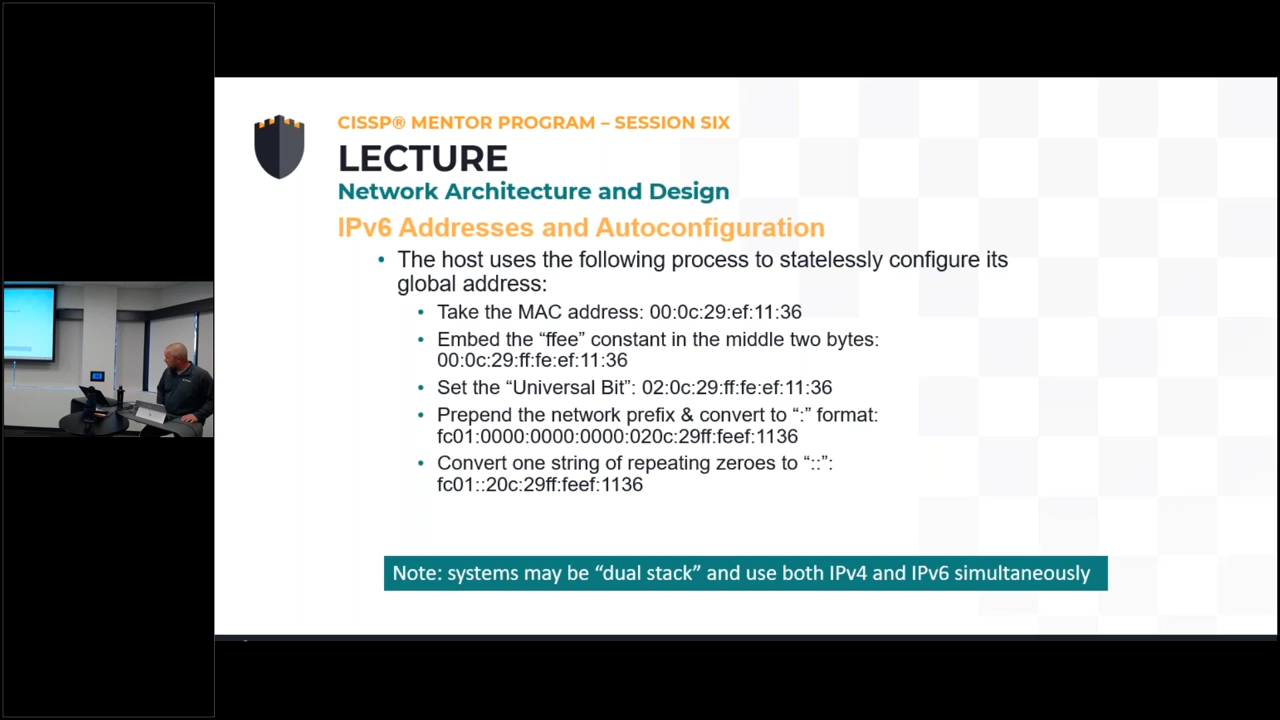 CISSP® MENTOR PROGRAM – SESSION SIX
LECTURE
Network Architecture and Design
IPv6 Addresses and Autoconfiguration
• The host uses the following process to statelessly configure its
global address:
• Take the MAC address: 00:0c:29:ef:11:36
• Embed the “ffee” constant in the middle two bytes:
00:0c:29:ff:fe:ef:11:36
• Set the “Universal Bit”: 02:0c:29:ff:fe:ef:11:36
• Prepend the network prefix & convert to “:” format:
fc01:0000:0000:0000:020c:29ff:feef:1136
• Convert one string of repeating zeroes to “::”:
fc01::20c:29ff:feef:1136
Note: systems may be “dual stack” and use both IPv4 and IPv6 simultaneously